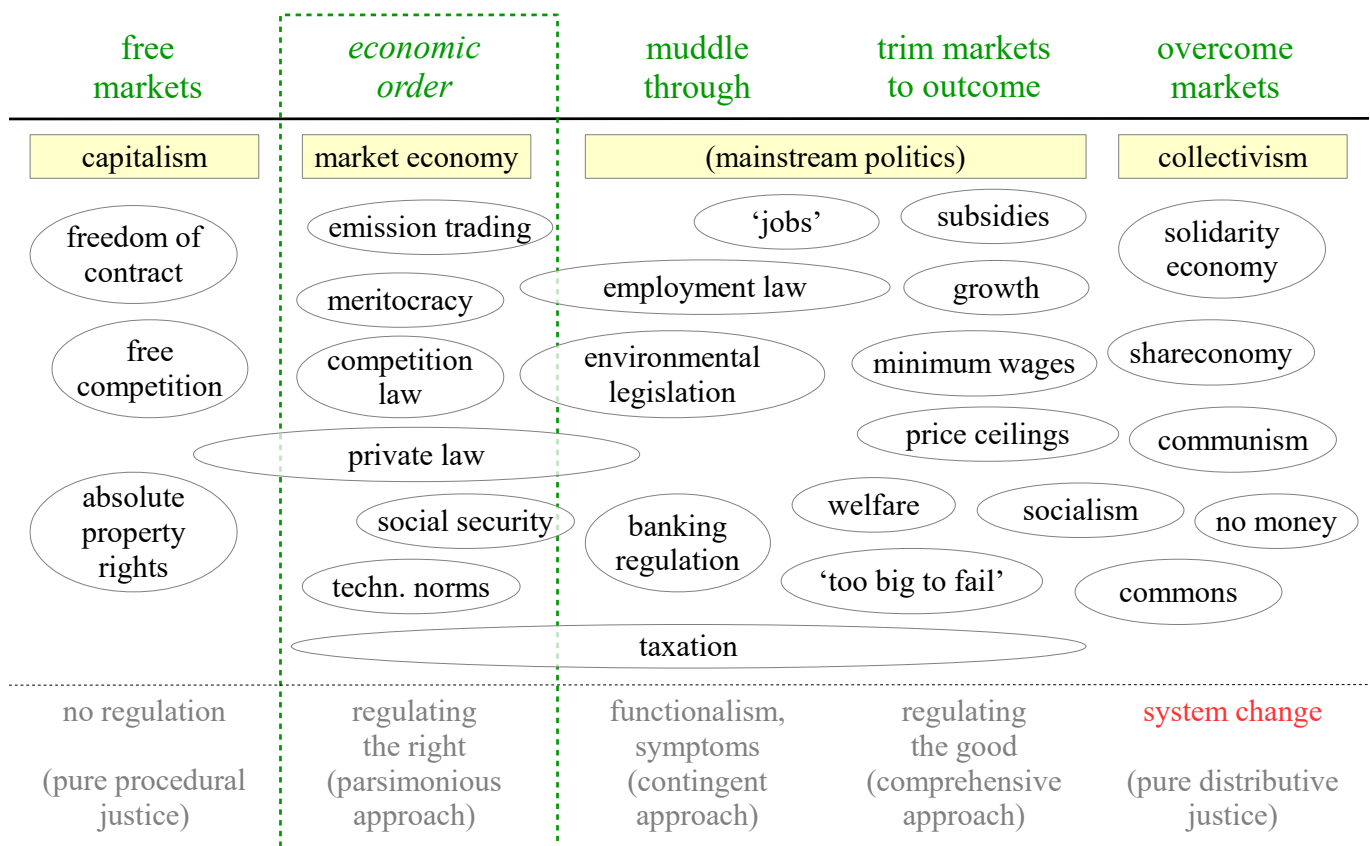 free
markets
economic
order
muddle
through
trim markets
to outcome
overcome
markets
capitalism
market economy
(mainstream politics)
collectivism
freedom of
contract
free
competition
absolute
property
rights
emission trading
meritocracy
competition
law
private law
social security
techn. norms
taxation
‘jobs’
employment law
environmental
legislation
banking
regulation
subsidies
growth
minimum wages
price ceilings
welfare
socialism
‘too big to fail’
solidarity
economy
shareconomy
communism
no money
commons
no regulation
(pure procedural
justice)
regulating
the right
(parsimonious
approach)
functionalism,
symptoms
(contingent
approach)
regulating
the good
(comprehensive
approach)
system change
(pure distributive
justice)